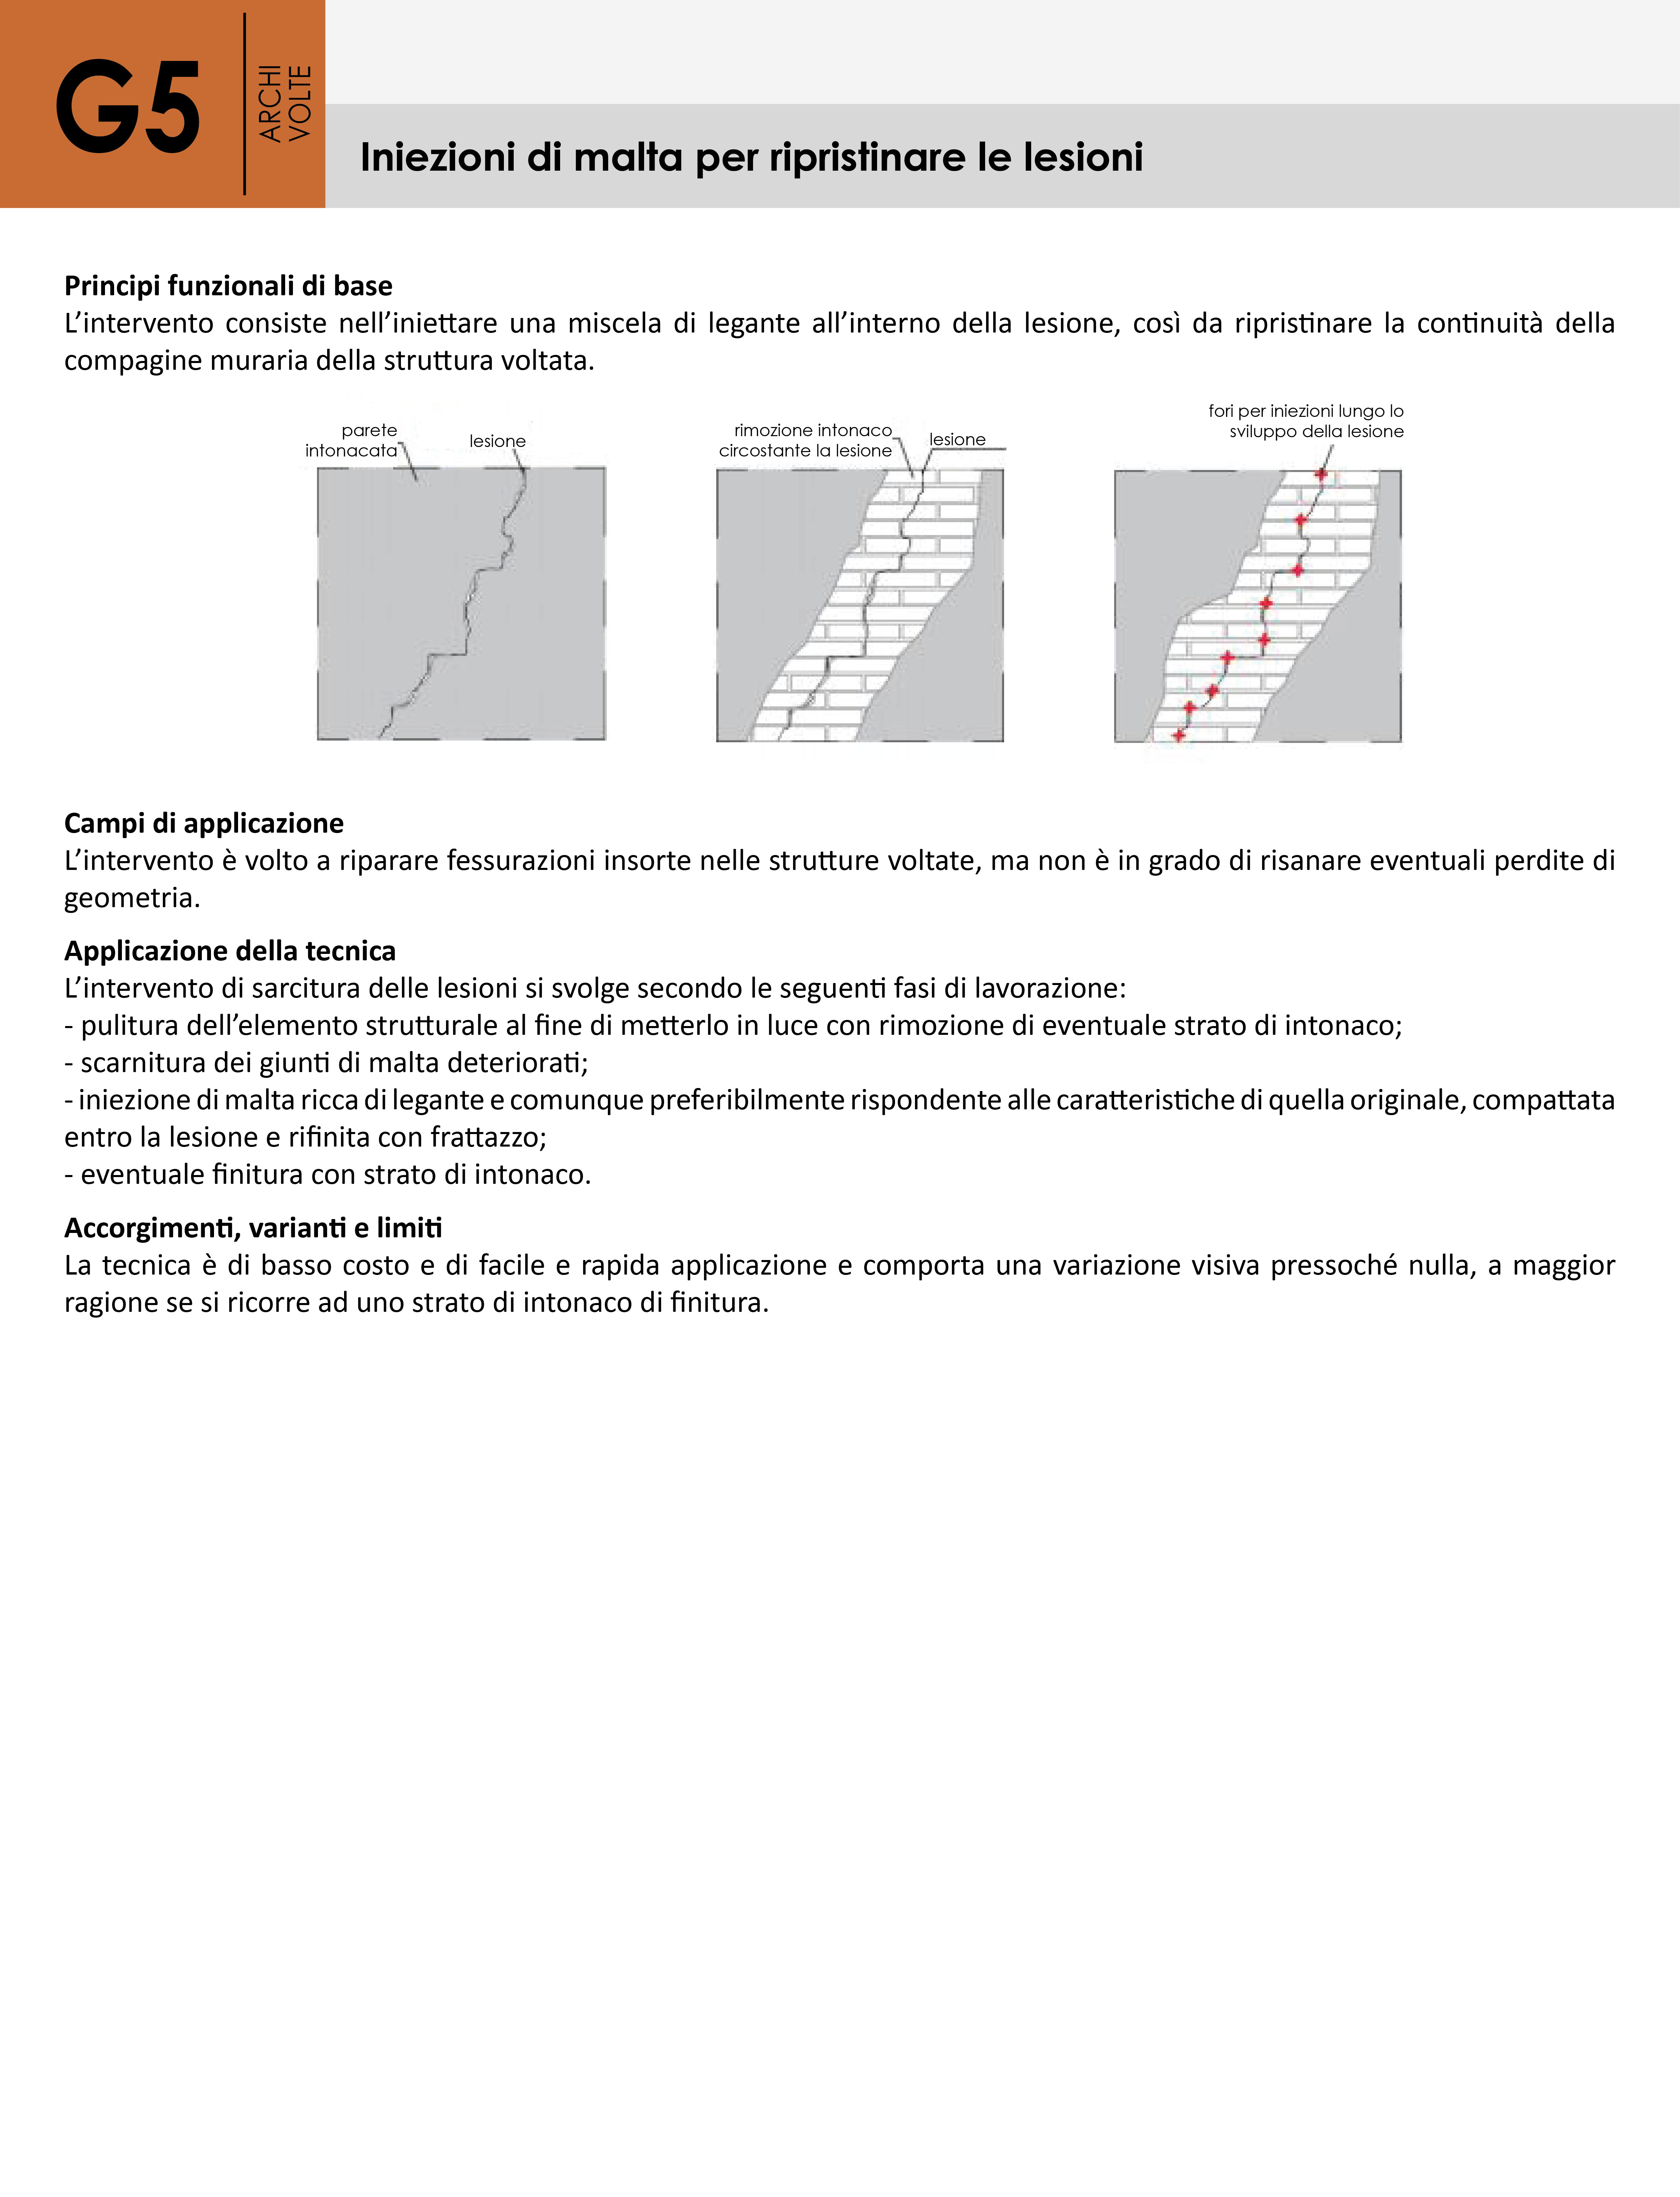 G5
ARCHI
VOLTE
Iniezioni di malta per ripristinare le lesioni
Principi funzionali di base
L’intervento consiste nell’iniettare una miscela di legante all’interno della lesione, così da ripristinare la continuità della
compagine muraria della struttura voltata.
parete
intonacata
lesione
rimozione intonaco
circostante la lesione
lesione
fori per iniezioni lungo lo
sviluppo della lesione
Campi di applicazione
L’intervento è volto a riparare fessurazioni insorte nelle strutture voltate, ma non è in grado di risanare eventuali perdite di
geometria.
Applicazione della tecnica
L’intervento di sarcitura delle lesioni si svolge secondo le seguenti fasi di lavorazione:
- pulitura dell’elemento strutturale al fine di metterlo in luce con rimozione di eventuale strato di intonaco;
- scarnitura dei giunti di malta deteriorati;
- iniezione di malta ricca di legante e comunque preferibilmente rispondente alle caratteristiche di quella originale, compattata
entro la lesione e rifinita con frattazzo;
- eventuale finitura con strato di intonaco.
Accorgimenti, varianti e limiti
La tecnica è di basso costo e di facile e rapida applicazione e comporta una variazione visiva pressoché nulla, a maggior
ragione se si ricorre ad uno strato di intonaco di finitura.